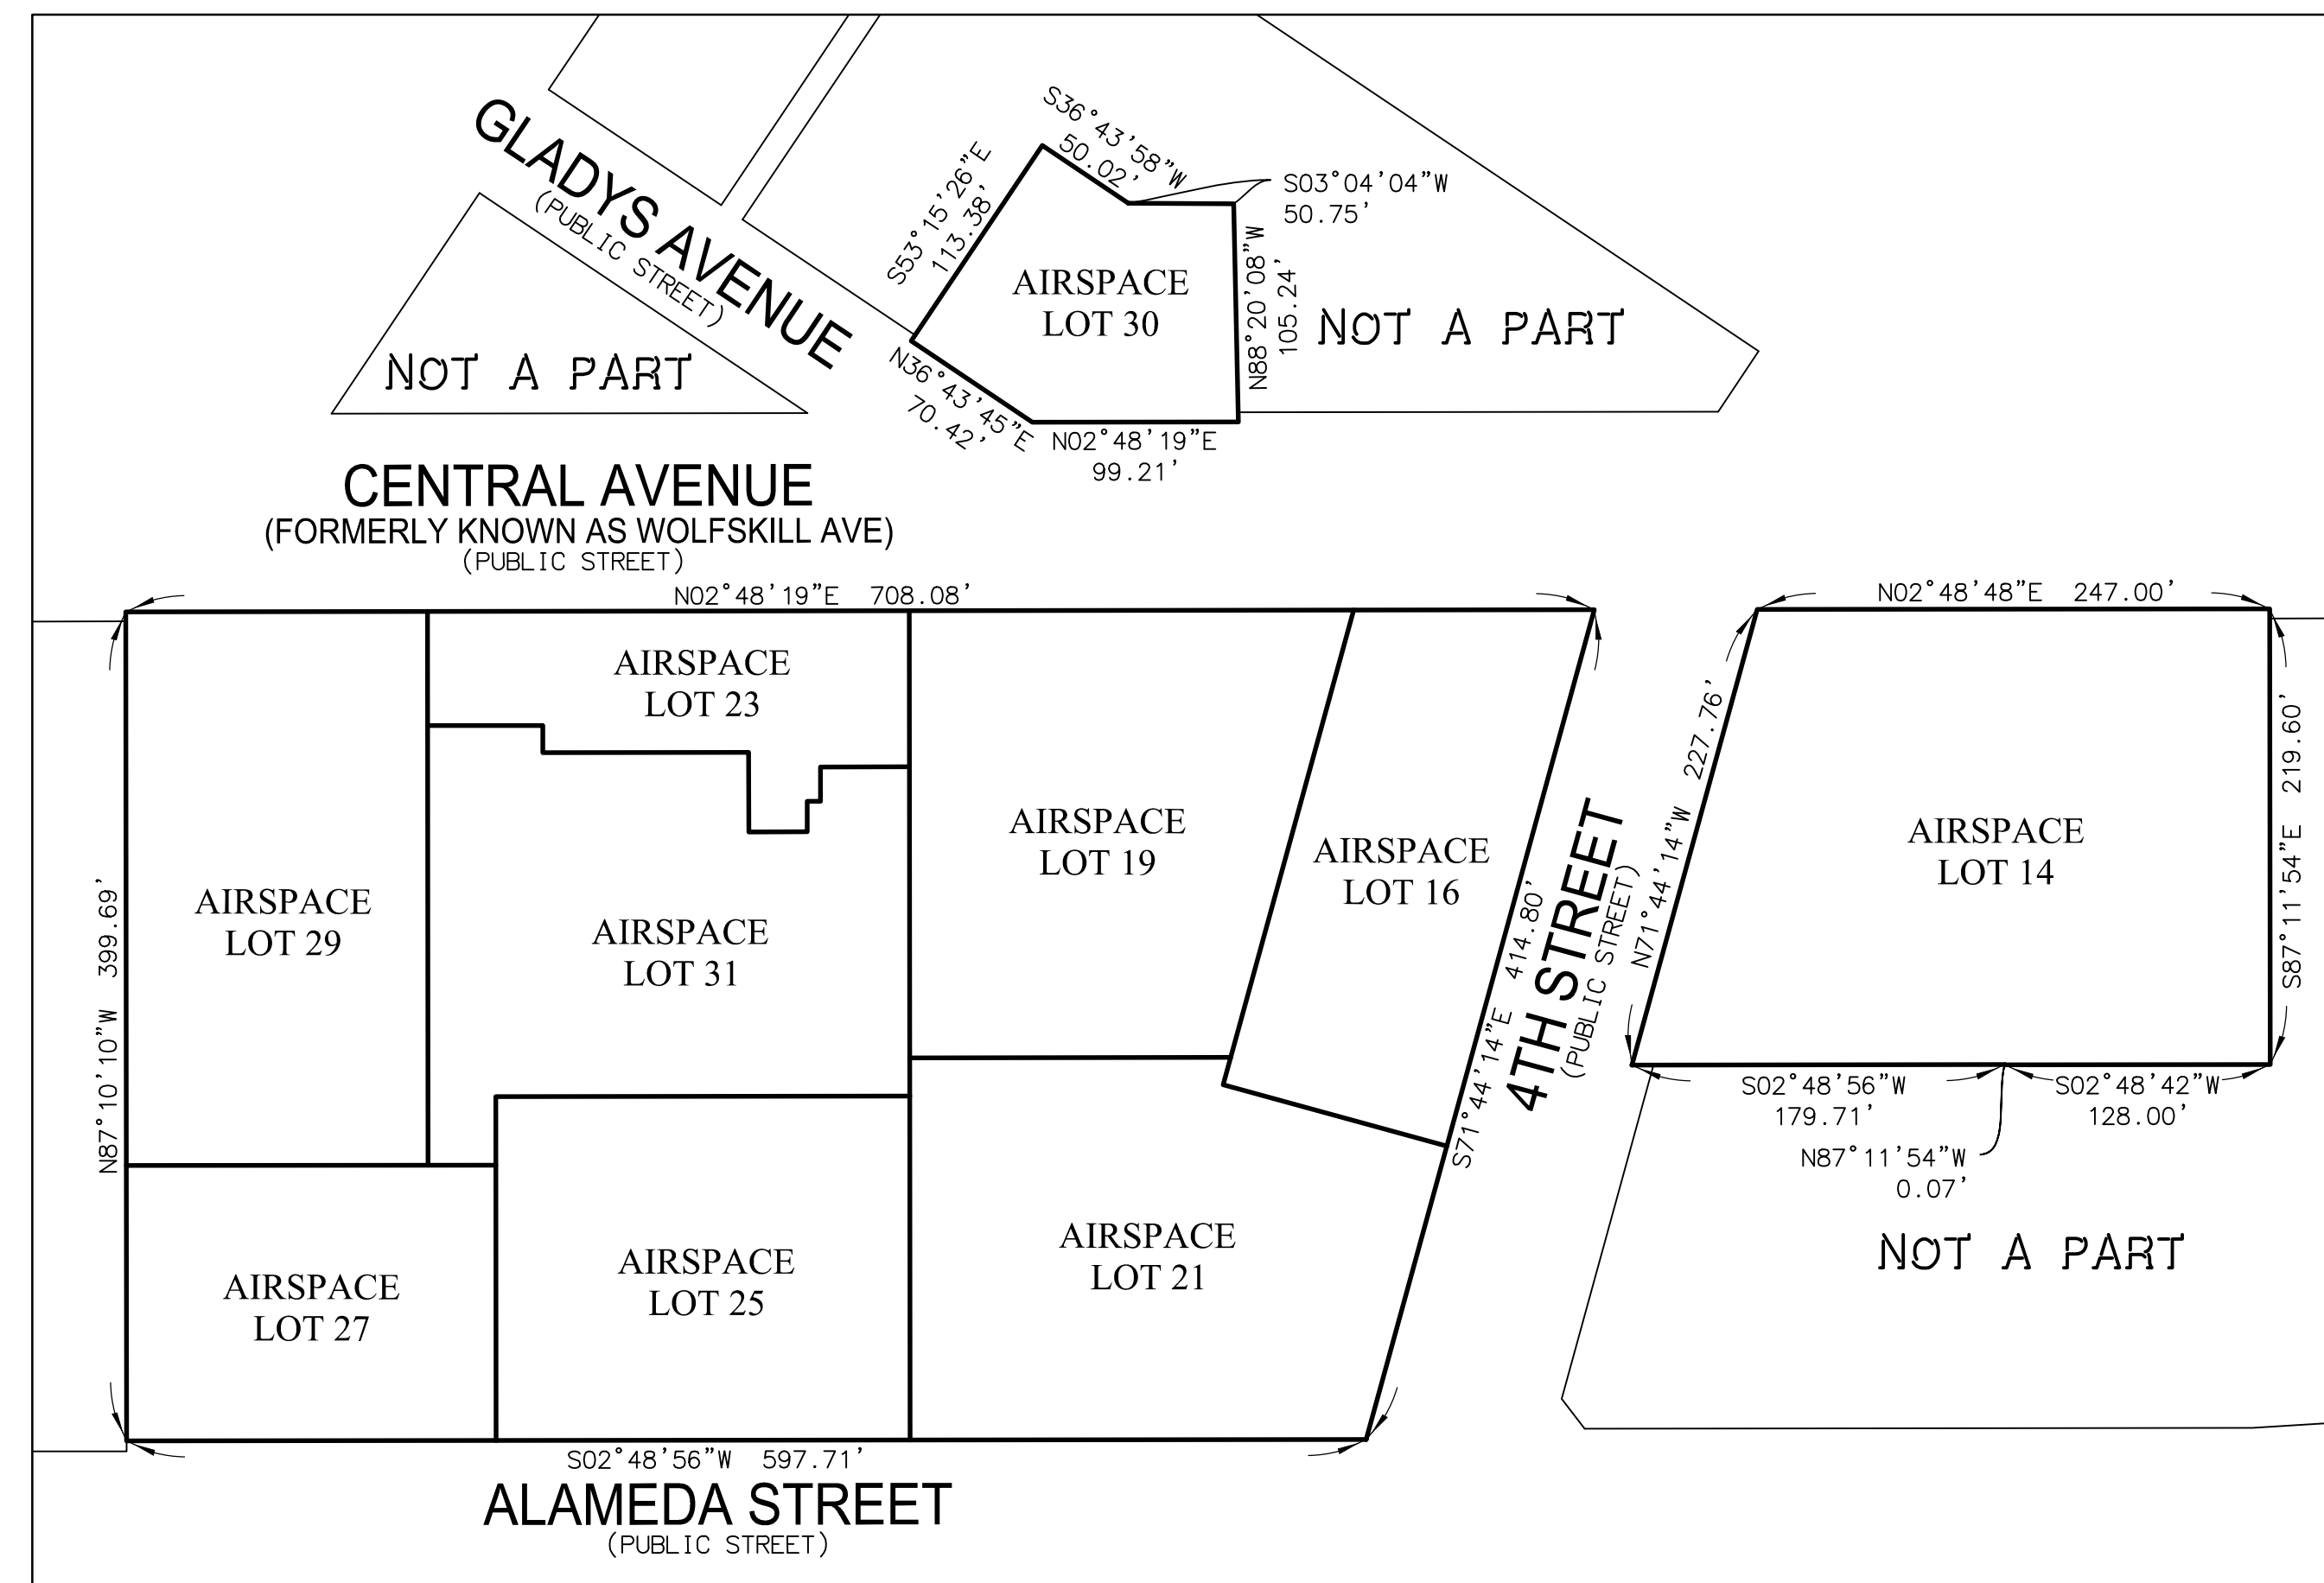 GLADYS AVENUE
(PUBLIC STREET)
NOT A PART
S36°43'58"W
50.02'
S53°15'26"E
113.38'
S03°04'04"W
50.75'
AIRSPACE
LOT 30
N88°20'08"W
105.24'
NOT A PART
N36°43'45"E
70.42'
N02°48'19"E
99.21'
CENTRAL AVENUE
(FORMERLY KNOWN AS WOLFSKILL AVE)
(PUBLIC STREET)
N02°48'19"E 708.08'
N02°48'48"E 247.00'
AIRSPACE
LOT 23
AIRSPACE
LOT 19
AIRSPACE
LOT 16
AIRSPACE
LOT 29
AIRSPACE
LOT 31
N87°10'10"W 399.69'
S71°44'14"E 414.80'
4TH STREET
(PUBLIC STREET)
N71°44'14"W 227.76'
AIRSPACE
LOT 14
S87°11'54"E 219.60'
S02°48'56"W
179.71'
S02°48'42"W
128.00'
N87°11'54"W
0.07'
NOT A PART
AIRSPACE
LOT 27
AIRSPACE
LOT 25
AIRSPACE
LOT 21
S02°48'56"W 597.71'
ALAMEDA STREET
(PUBLIC STREET)